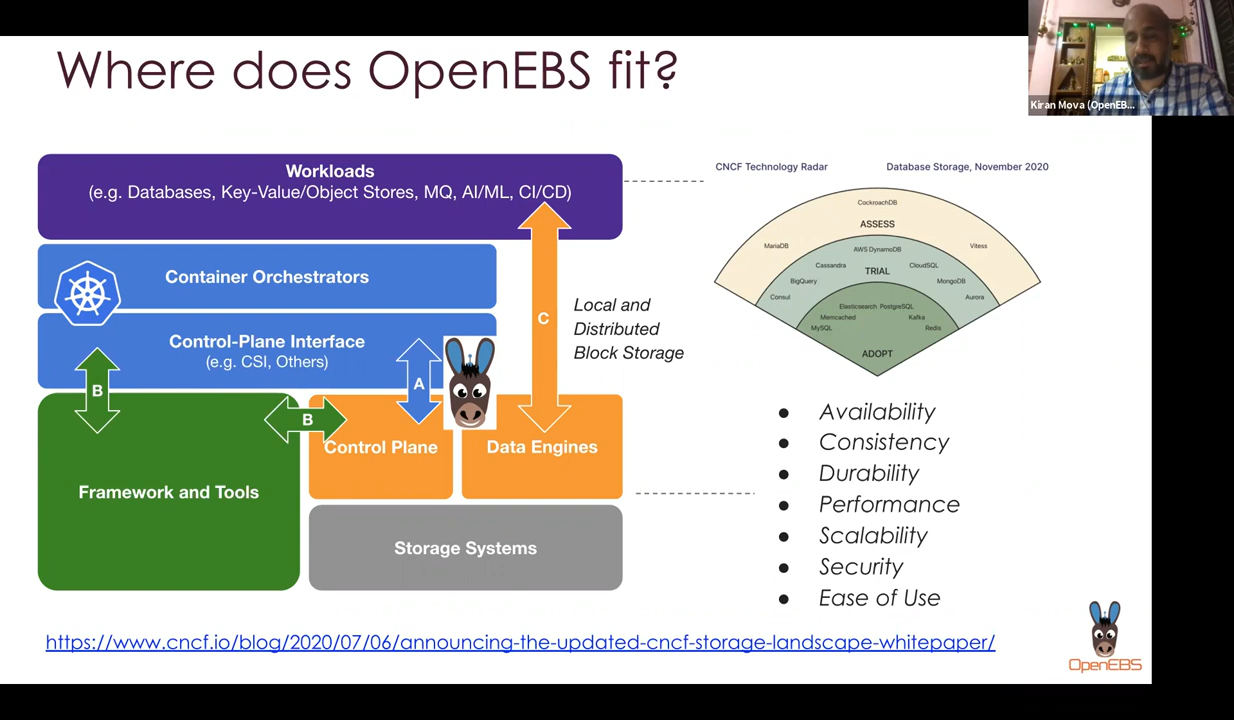 Where does OpenEBS fit?
Kiran Mova (OpenEB...
Workloads
(e.g. Databases, Key-Value/Object Stores, MQ, AI/ML, CI/CD)
Container Orchestrators
Control-Plane Interface
(e.g. CSI, Others)
A
B
B
C
Local and
Distributed
Block Storage
Control Plane
Data Engines
Framework and Tools
Storage Systems
CNCF Technology Radar
Database Storage, November 2020
CockroachDB
ASSESS
MariaDB
Vitess
AWS DynamoDB
Cassandra
CloudSQL
TRIAL
BigQuery
MongoDB
Consul
Aurora
Elasticsearch
PostgreSQL
Memcached
Kafka
MySQL
Redis
ADOPT
● Availability
● Consistency
● Durability
● Performance
● Scalability
● Security
● Ease of Use
https://www.cncf.io/blog/2020/07/06/announcing-the-updated-cncf-storage-landscape-whitepaper/
OpenEBS